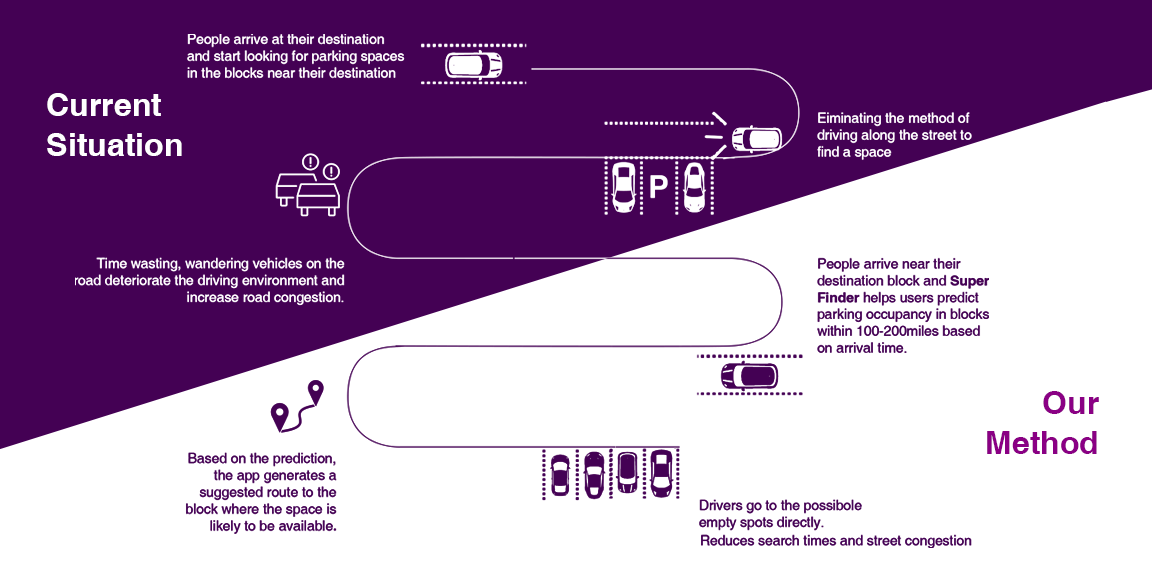 People arrive at their destination
and start looking for parking spaces
in the blocks near their destination
Current
Situation
Eiminating the method of
driving along the street to
find a space
P
Time wasting, wandering vehicles on the
road deteriorate the driving environment and
increase road congestion.
People arrive near their
destination block and Super
Finder helps users predict
parking occupancy in blocks
within 100-200miles based
on arrival time.
Our
Method
Based on the prediction,
the app generates a
suggested route to the
block where the space is
likely to be available.
Drivers go to the possibole
empty spots directly.
Reduces search times and street congestion